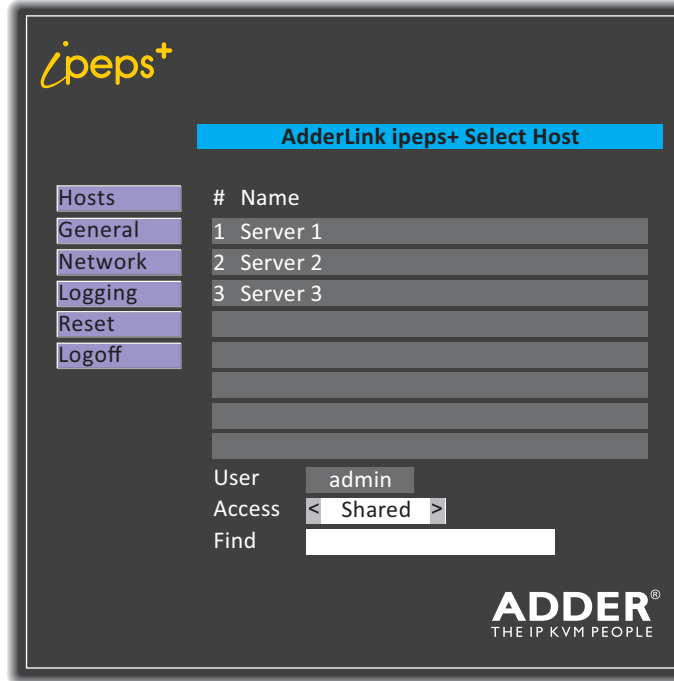 ipeps+
AdderLink ipeps+ Select Host
Hosts
General
Network
Logging
Reset
Logoff
# Name
1 Server 1
2 Server 2
3 Server 3
User admin
Access < Shared >
Find
ADDER®
THE IP KVM PEOPLE